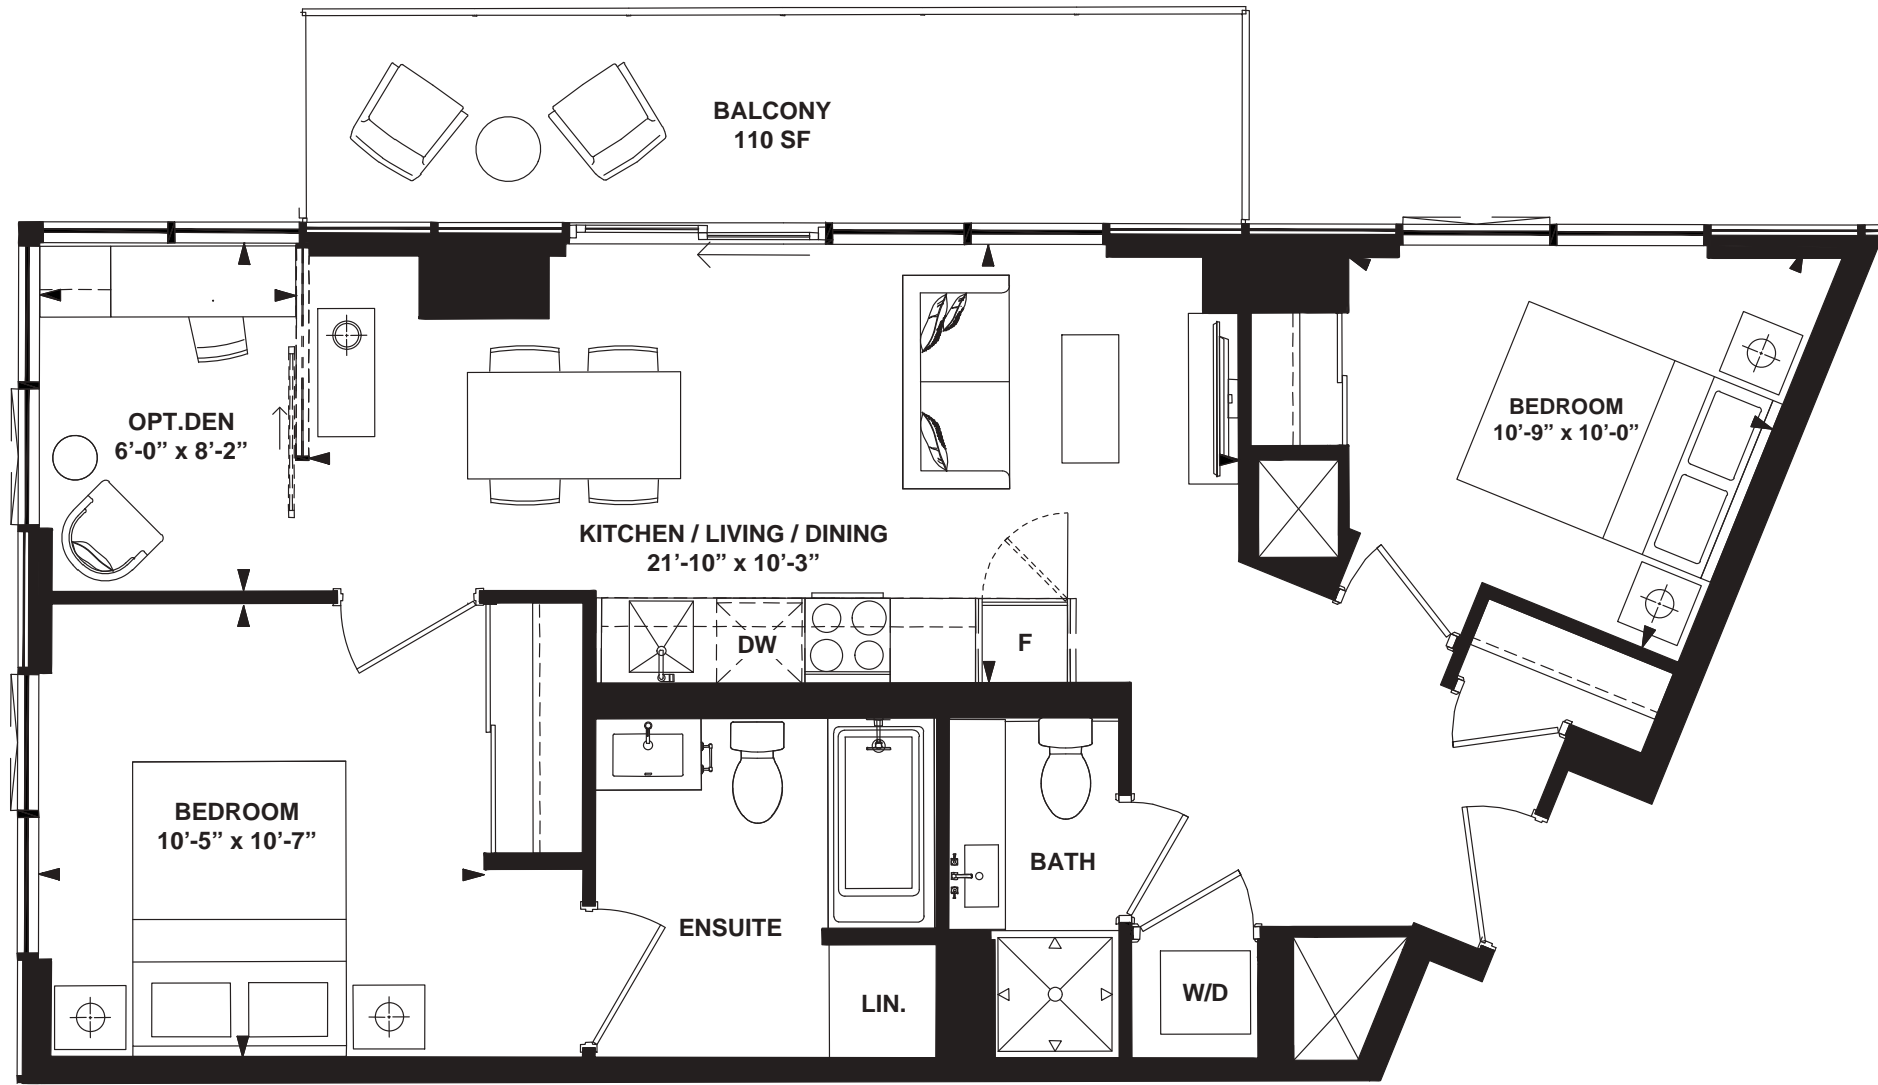 BALCONY
110 SF
OPT.DEN
6’-0” x 8’-2”
BEDROOM
10’-9” x 10’-0”
KITCHEN / LIVING / DINING
21’-10” x 10’-3”
DW
F
BEDROOM
10’-5” x 10’-7”
BATH
ENSUITE
LIN.
W/D